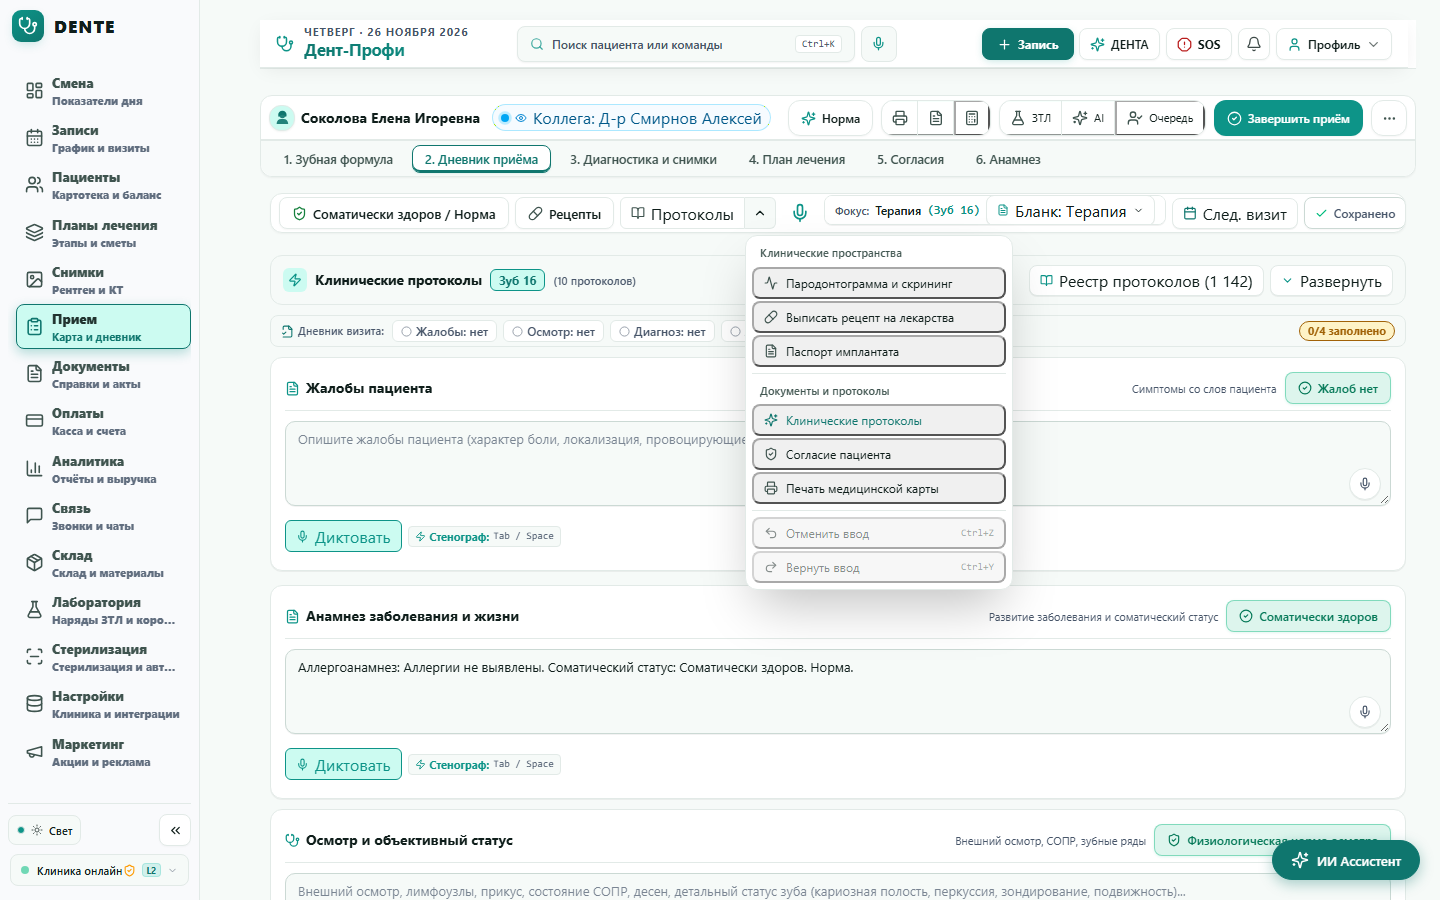 DENTE
Смена
Показатели дня
Записи
График и визиты
Пациенты
Картотека и баланс
Планы лечения
Этапы и сметы
Снимки
Рентген и КТ
Прием
Карта и дневник
Документы
Справки и акты
Оплаты
Касса и счета
Аналитика
Отчёты и выручка
Связь
Звонки и чаты
Склад
Склад и материалы
Лаборатория
Наряды ЗТЛ и коро...
Стерилизация
Стерилизация и авт...
Настройки
Клиника и интеграции
Маркетинг
Акции и реклама
Свет
Клиника онлайн L2
ЧЕТВЕРГ · 26 НОЯБРЯ 2026
Дент-Профи
Поиск пациента или команды Ctrl+K
Запись
ДЕНТА
SOS
Профиль
Соколова Елена Игоревна
Коллега: Д-р Смирнов Алексей
Норма
ЗТЛ
AI
Очередь
Завершить приём
1. Зубная формула
2. Дневник приёма
3. Диагностика и снимки
4. План лечения
5. Согласия
6. Анамнез
Соматически здоров / Норма
Рецепты
Протоколы
Фокус: Терапия (Зуб 16)
Бланк: Терапия
След. визит
Сохранено
Клинические протоколы Зуб 16 (10 протоколов)
Реестр протоколов (1 142)
Развернуть
Дневник визита:
Жалобы: нет
Осмотр: нет
Диагноз: нет
0/4 заполнено
Клинические пространства
Пародонтограмма и скрининг
Выписать рецепт на лекарства
Паспорт имплантата
Документы и протоколы
Клинические протоколы
Согласие пациента
Печать медицинской карты
Отменить ввод Ctrl+Z
Вернуть ввод Ctrl+Y
Жалобы пациента
Симптомы со слов пациента
Жалоб нет
Опишите жалобы пациента (характер боли, локализация, провоцирующие
Диктовать
Стенограф: Tab / Space
Анамнез заболевания и жизни
Развитие заболевания и соматический статус
Соматически здоров
Аллергоанамнез: Аллергии не выявлены. Соматический статус: Соматически здоров. Норма.
Диктовать
Стенограф: Tab / Space
Осмотр и объективный статус
Внешний осмотр, СОПР, зубные ряды
Физиологическая
ИИ Ассистент
Внешний осмотр, лимфоузлы, прикус, состояние СОПР, десен, детальный статус зуба (кариозная полость, перкуссия, зондирование, подвижность)...